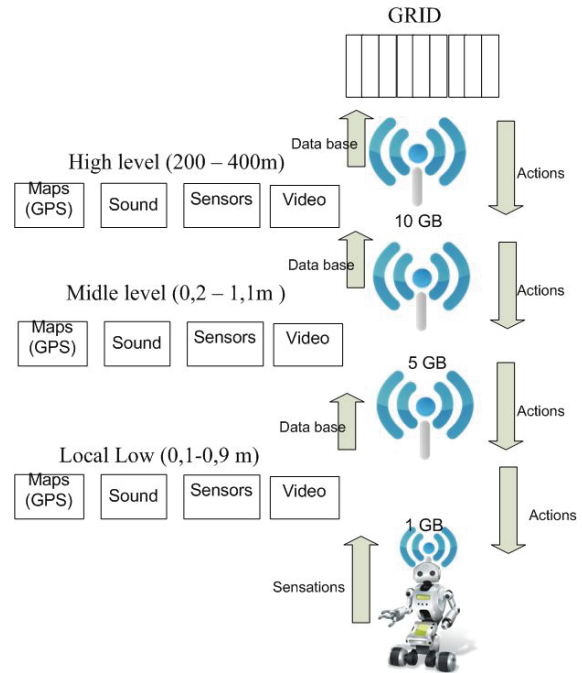 GRID
Data base
Actions
High level (200 – 400m)
Maps
(GPS)
Sound
Sensors
Video
10 GB
Data base
Actions
Midle level (0,2 – 1,1m )
Maps
(GPS)
Sound
Sensors
Video
5 GB
Data base
Actions
Local Low (0,1-0,9 m)
Maps
(GPS)
Sound
Sensors
Video
1 GB
Actions
Sensations